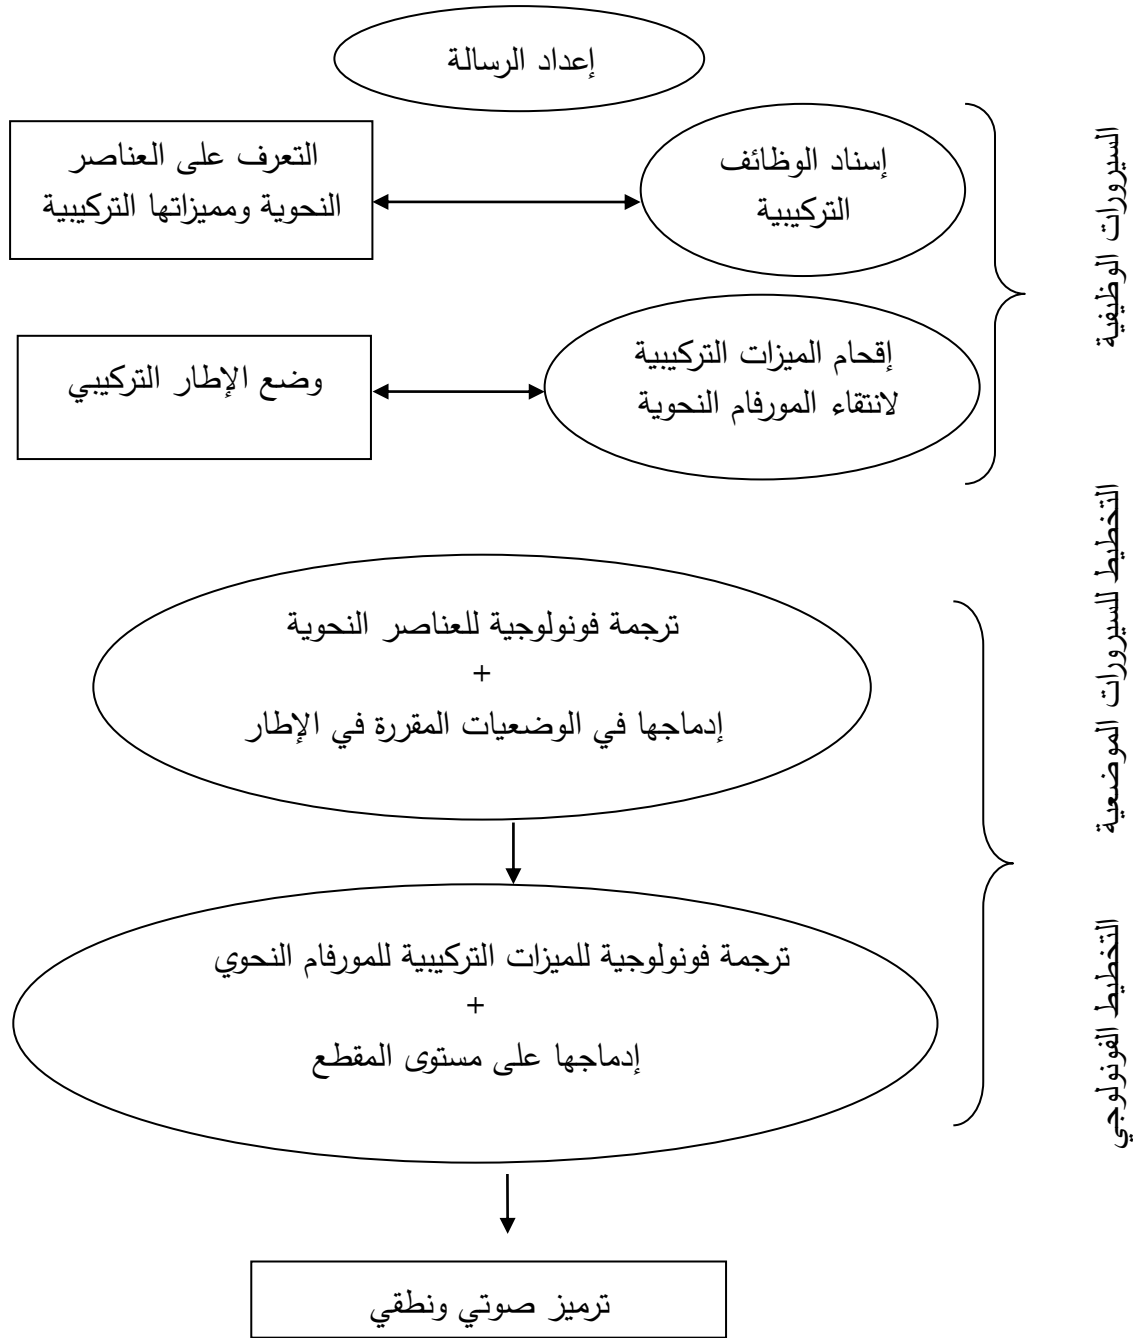 إعداد الرسالة
إسناد الوظائف
التركيبية
التعرف على العناصر
النحوية ومميزاتها التركيبية
السيرورات الوظيفية
إقحام الميزات التركيبية
لانتقاء المورفام النحوية
وضع الإطار التركيبي
التخطيط للسيرورات الموضعية
ترجمة فونولوجية للعناصر النحوية
+
إدماجها في الوضعيات المقررة في الإطار
التخطيط الفونولوجي
ترجمة فونولوجية للميزات التركيبية للمورفام النحوي
+
إدماجها على مستوى المقطع
ترميز صوتي ونطقي